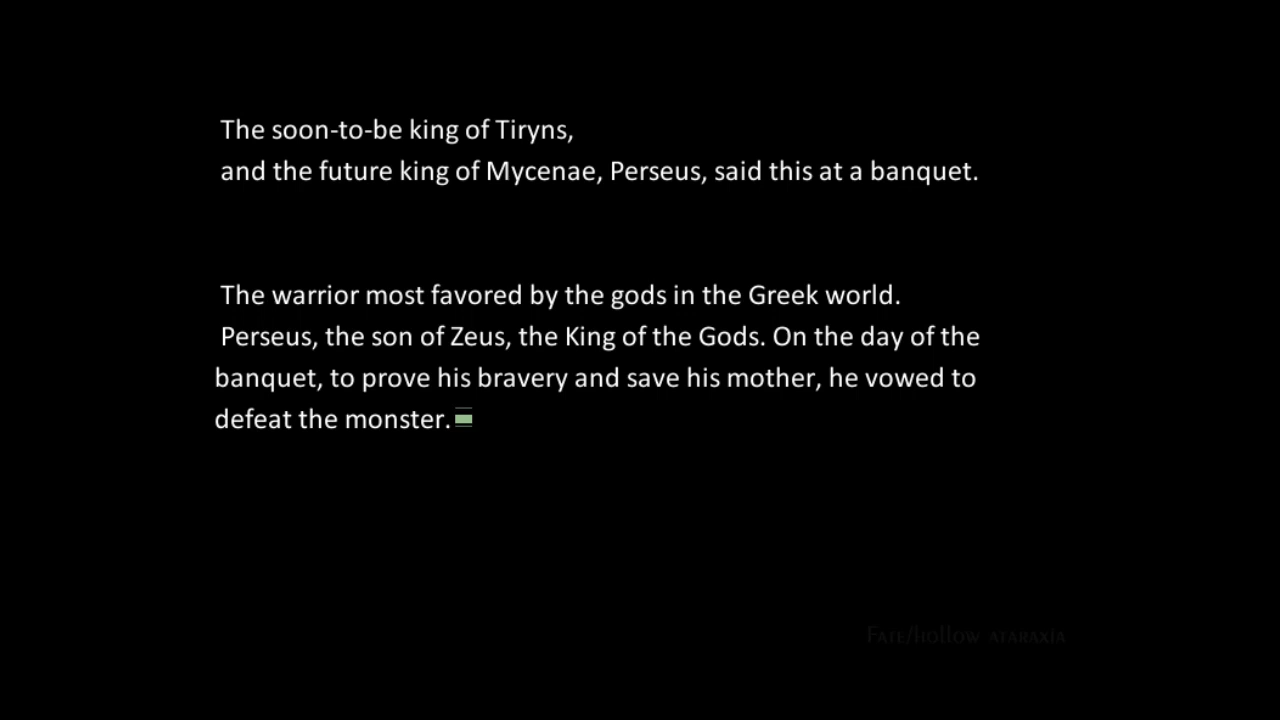 The soon-to-be king of Tiryns,
and the future king of Mycenae, Perseus, said this at a banquet.
The warrior most favored by the gods in the Greek world.
Perseus, the son of Zeus, the King of the Gods. On the day of the
banquet, to prove his bravery and save his mother, he vowed to
defeat the monster.
Fate/hollow ataraxia